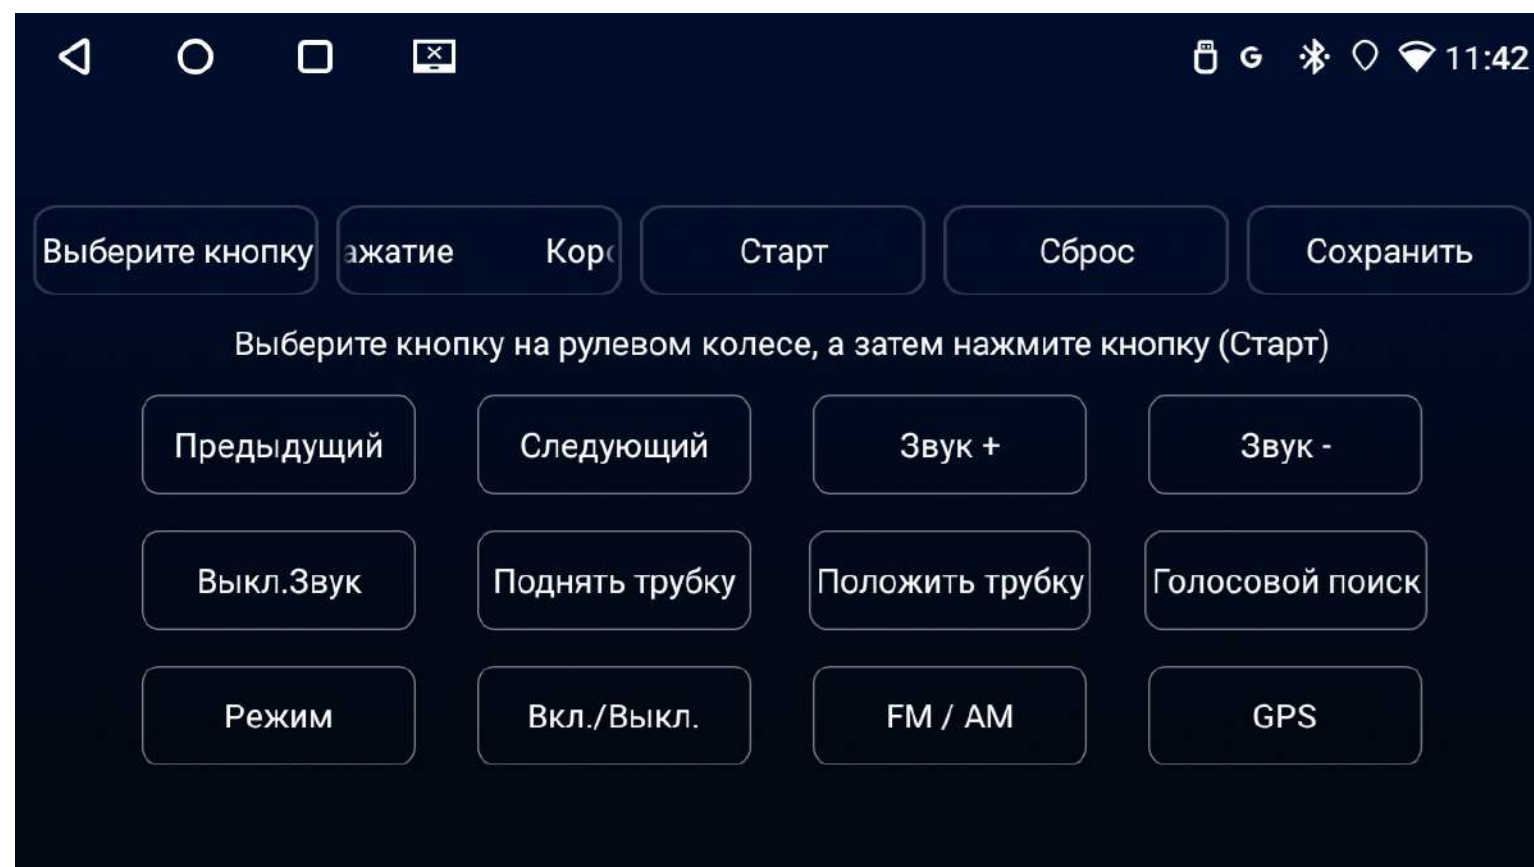 G 11:42
Выберите кнопку ажатие Кор Старт Сброс Сохранить
Выберите кнопку на рулевом колесе, а затем нажмите кнопку (Старт)
Предыдущий Следующий Звук + Звук -
Выкл.Звук Поднять трубку Положить трубку Голосовой поиск
Режим Вкл./Выкл. FM / AM GPS